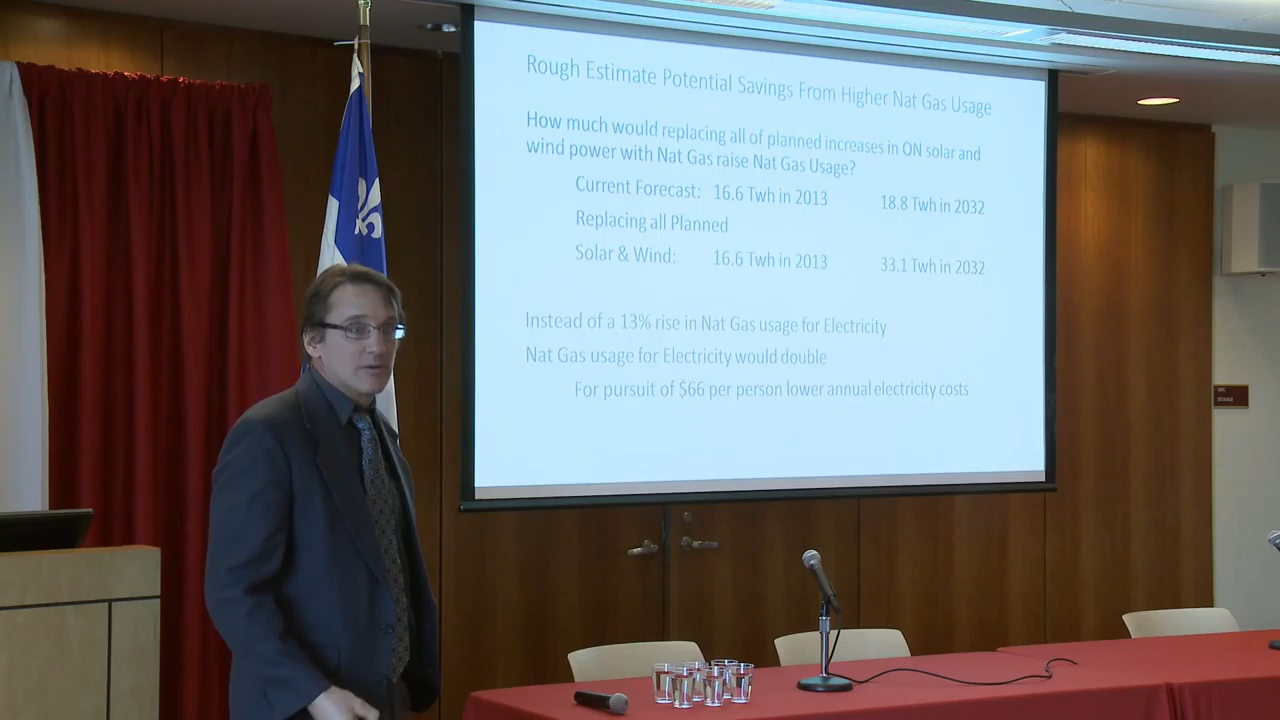 Rough Estimate Potential Savings From Higher Nat Gas Usage
How much would replacing all of planned increases in ON solar and
wind power with Nat Gas raise Nat Gas Usage?
Current Forecast: 16.6 Twh in 2013 18.8 Twh in 2032
Replacing all Planned
Solar & Wind: 16.6 Twh in 2013 33.1 Twh in 2032
Instead of a 13% rise in Nat Gas usage for Electricity
Nat Gas usage for Electricity would double
For pursuit of $66 per person lower annual electricity costs